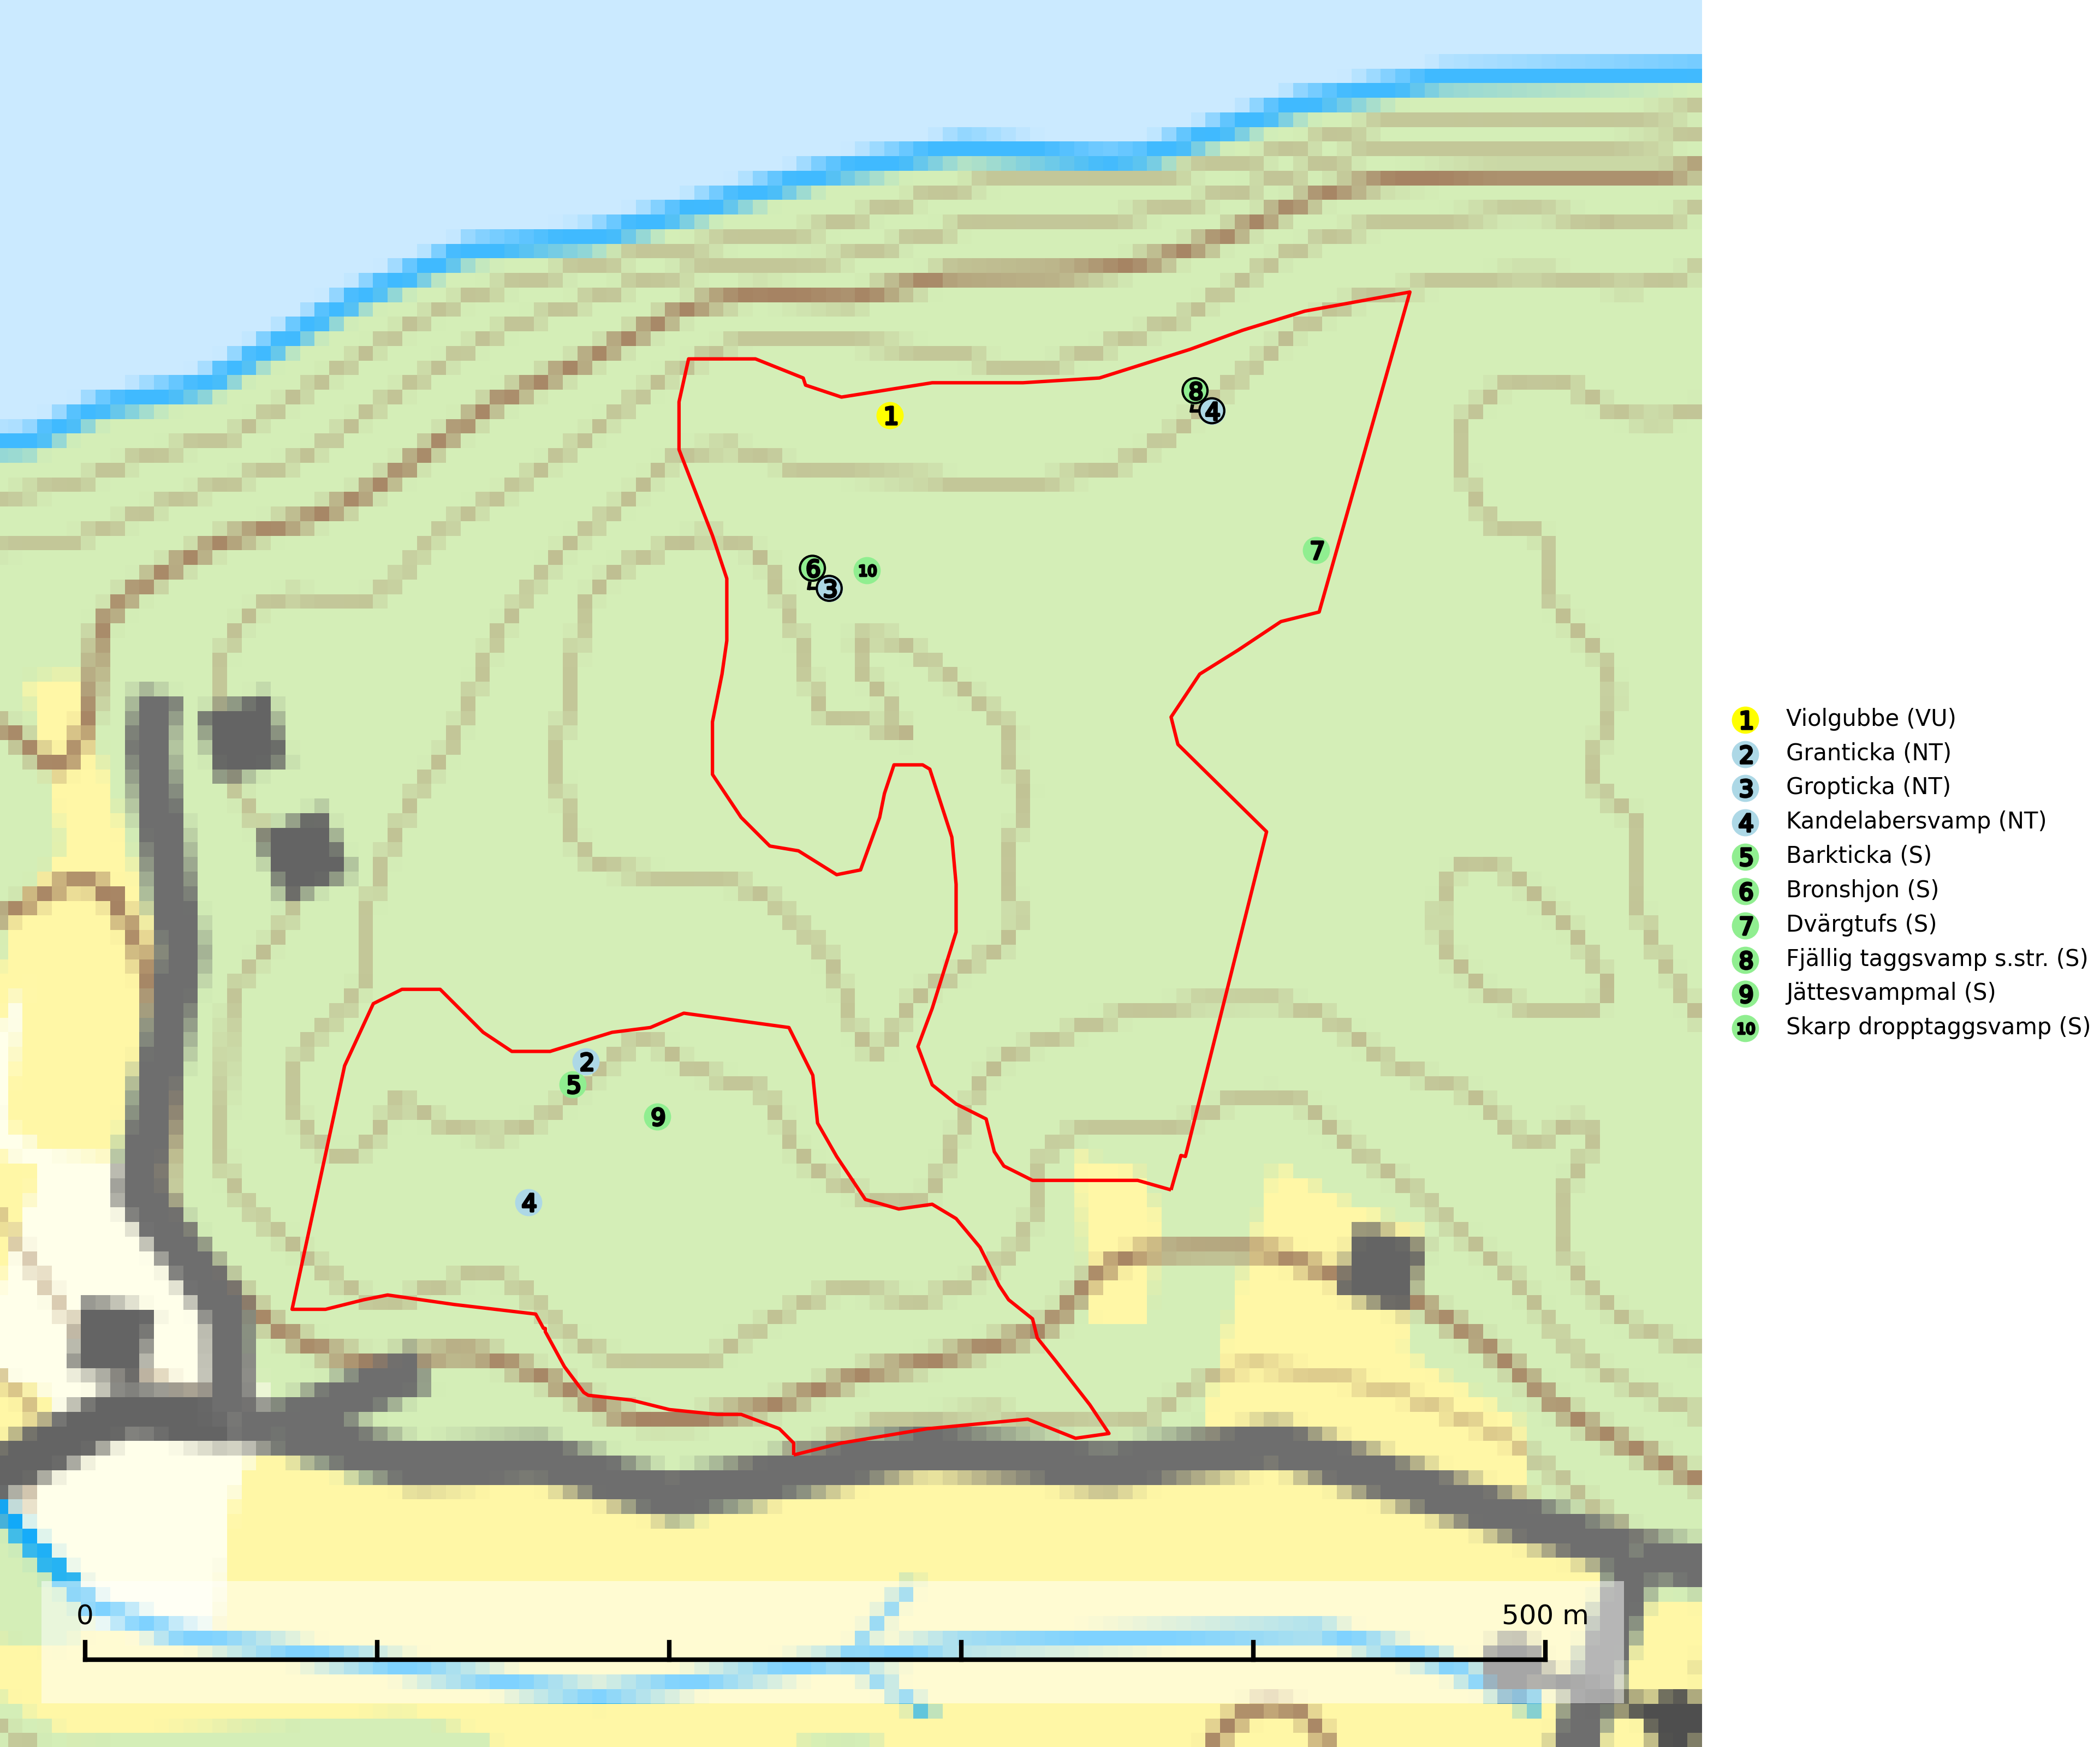 1
8
4
7
6
3
10
2
5
9
4
1 Violgubbe (VU)
2 Granticka (NT)
3 Gropticka (NT)
4 Kandelabersvamp (NT)
5 Barkticka (S)
6 Bronshjon (S)
7 Dvärgtufs (S)
8 Fjällig taggsvamp s.str. (S)
9 Jättesvampmal (S)
10 Skarp dropptaggsvamp (S)
0 500 m